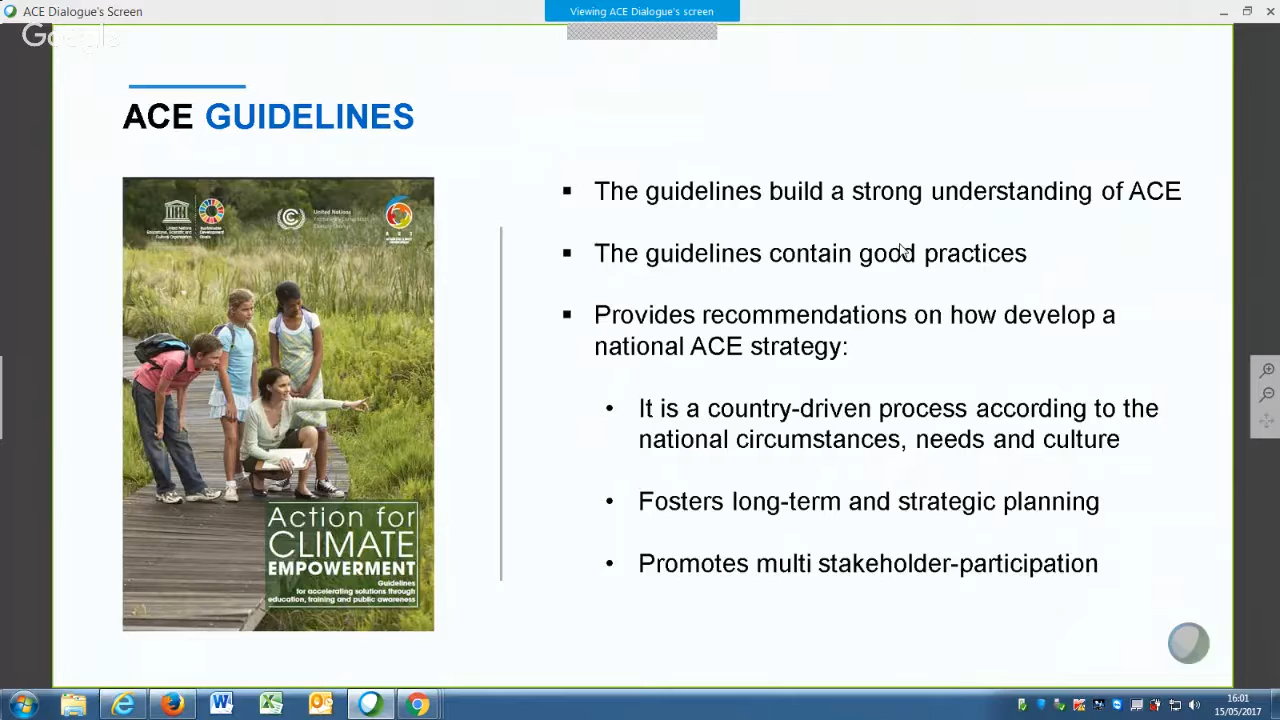 ACE Dialogue's Screen
Viewing ACE Dialogue's screen
Google
ACE GUIDELINES
United Nations
Educational, Scientific and
Cultural Organization
Sustainable
Development
Goals
United Nations
Framework Convention on
Climate Change
Action for
CLIMATE
EMPOWERMENT
Guidelines
for accelerating solutions through
education, training and public awareness
▪ The guidelines build a strong understanding of ACE
▪ The guidelines contain good practices
▪ Provides recommendations on how develop a
national ACE strategy:
• It is a country-driven process according to the
national circumstances, needs and culture
• Fosters long-term and strategic planning
• Promotes multi stakeholder-participation
16:01
15/05/2017